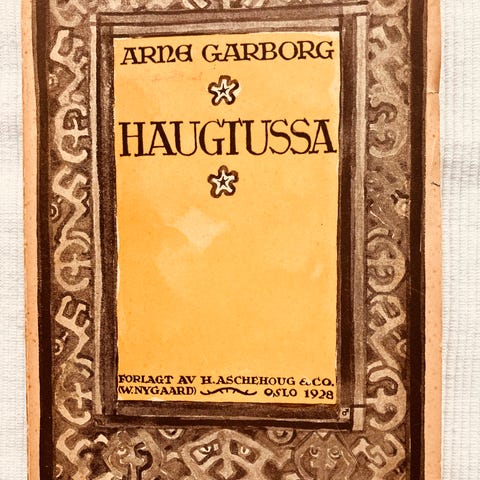 ARNE GARBORG
HAUGTUSSA
FORLAGT AV H. ASCHEHOUG & CO.
(W. NYGAARD) OSLO 1928